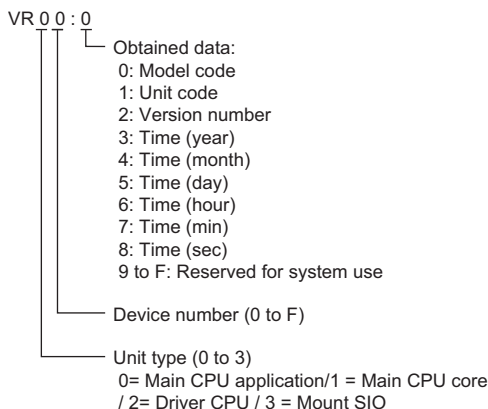 VR 0 0 : 0
Obtained data:
0: Model code
1: Unit code
2: Version number
3: Time (year)
4: Time (month)
5: Time (day)
6: Time (hour)
7: Time (min)
8: Time (sec)
9 to F: Reserved for system use
Device number (0 to F)
Unit type (0 to 3)
0= Main CPU application/1 = Main CPU core
/ 2= Driver CPU / 3 = Mount SIO